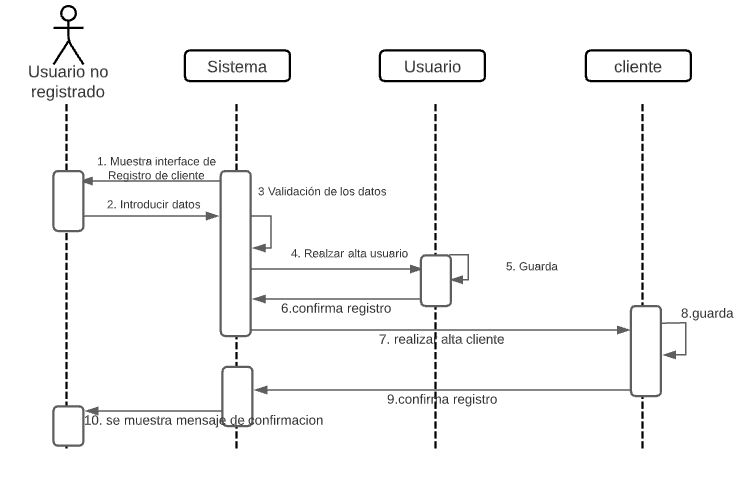 Usuario no
registrado
Sistema
Usuario
cliente
1. Muestra interface de
Registro de cliente
3 Validación de los datos
2. Introducir datos
4. Realzar alta usuario
5. Guarda
6.confirma registro
8.guarda
7. realizar alta cliente
9.confirma registro
10. se muestra mensaje de confirmacion